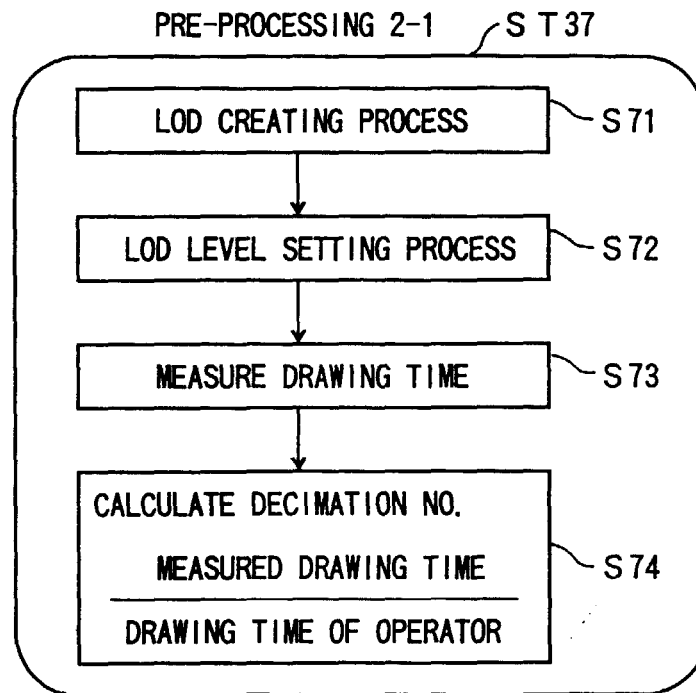 PRE-PROCESSING 2-1 ST37
LOD CREATING PROCESS S71
LOD LEVEL SETTING PROCESS S72
MEASURE DRAWING TIME S73
CALCULATE DECIMATION NO.
MEASURED DRAWING TIME S74
DRAWING TIME OF OPERATOR